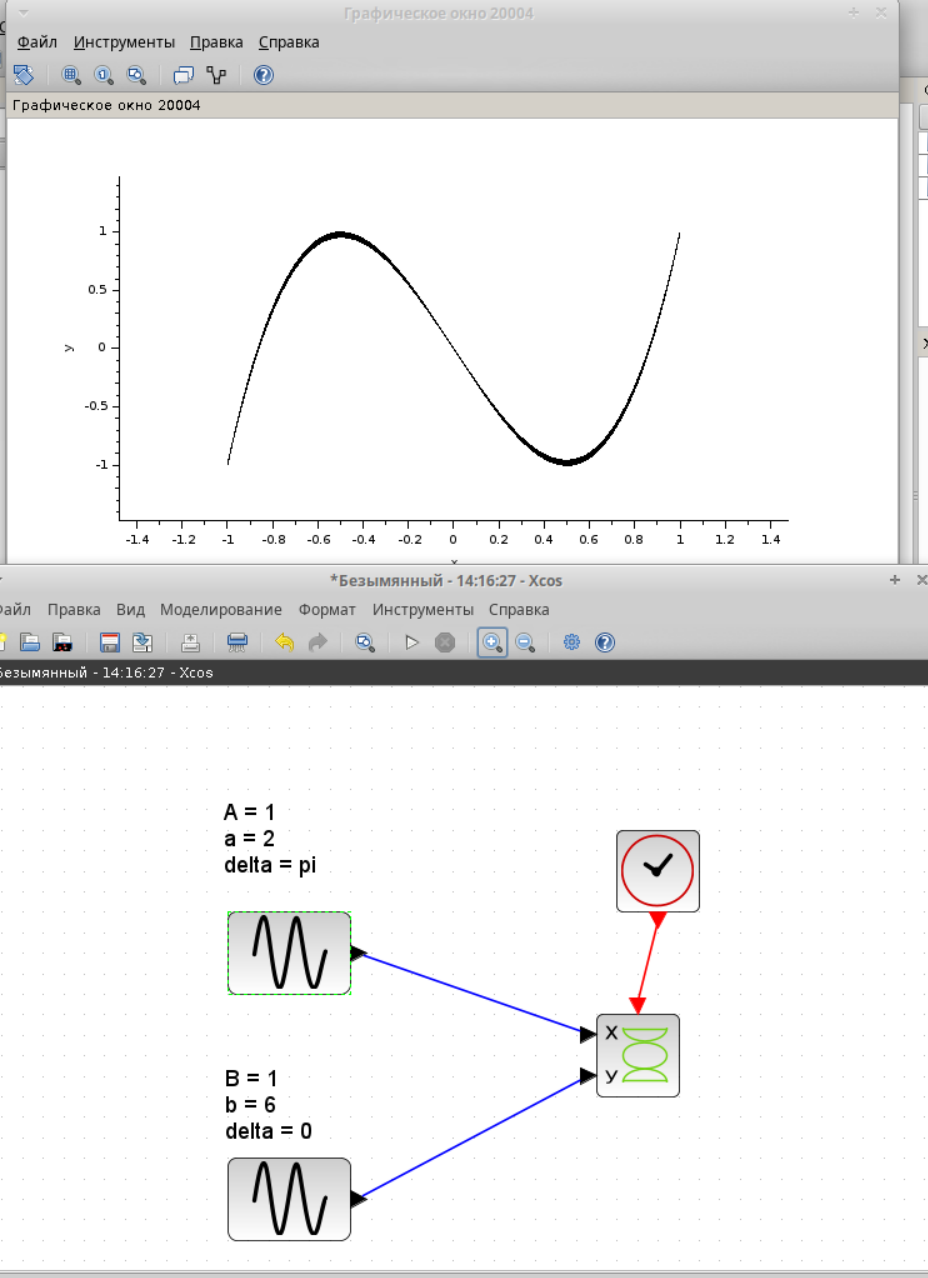 Графическое окно 20004
Файл Инструменты Правка Справка
Графическое окно 20004
1
0.5
y 0
-0.5
-1
-1.4 -1.2 -1 -0.8 -0.6 -0.4 -0.2 0 0.2 0.4 0.6 0.8 1 1.2 1.4
*Безымянный - 14:16:27 - Xcos
айл Правка Вид Моделирование Формат Инструменты Справка
Безымянный - 14:16:27 - Xcos
A = 1
a = 2
delta = pi
X
У
B = 1
b = 6
delta = 0